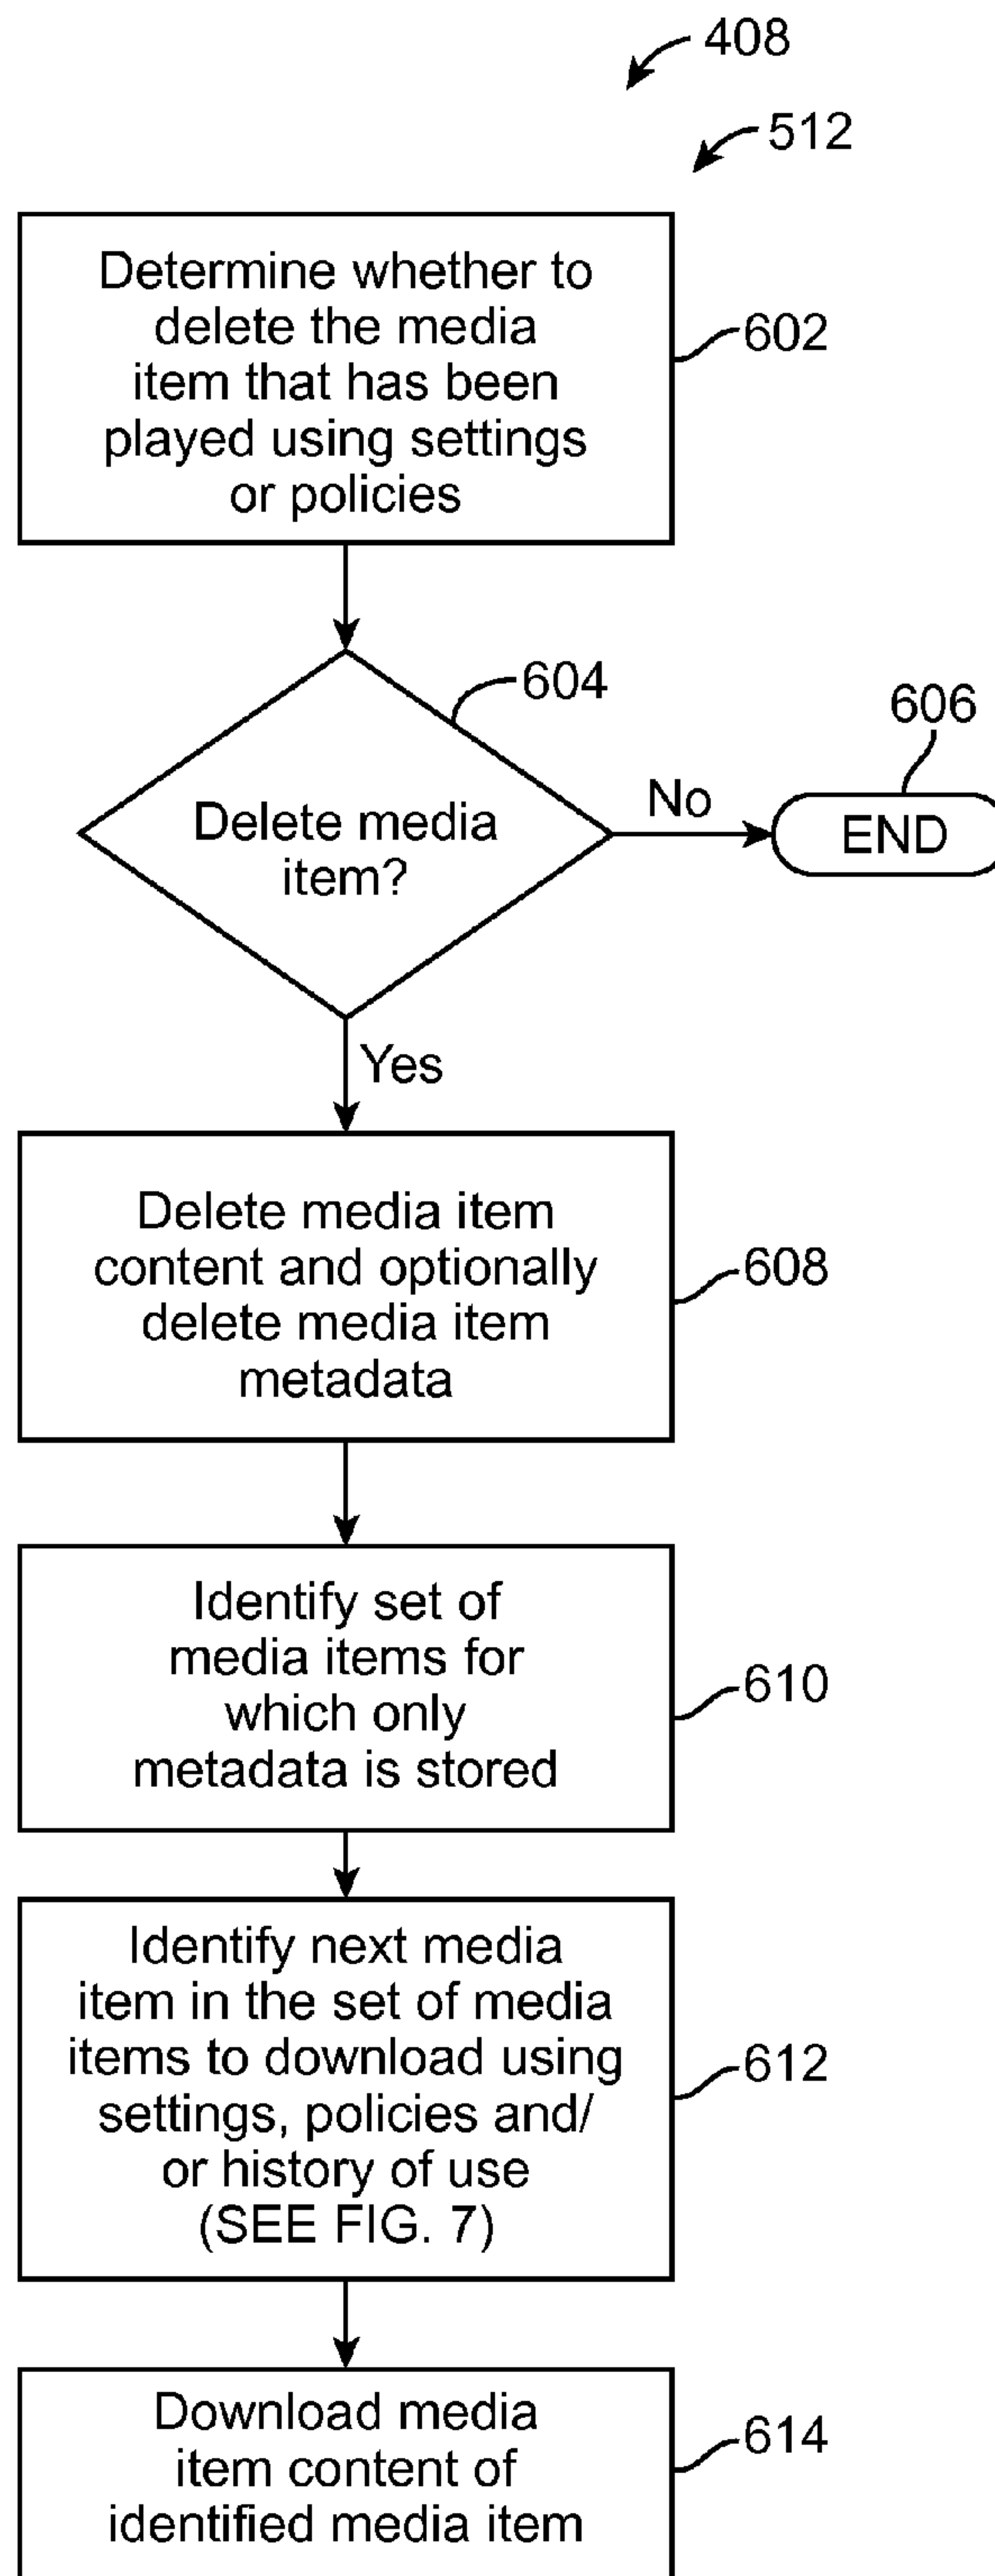 408
512
Determine whether to
delete the media
item that has been
played using settings
or policies
602
604
606
Delete media
item?
No
END
Yes
Delete media item
content and optionally
delete media item
metadata
608
Identify set of
media items for
which only
metadata is stored
610
Identify next media
item in the set of media
items to download using
settings, policies and/
or history of use
(SEE FIG. 7)
612
Download media
item content of
identified media item
614